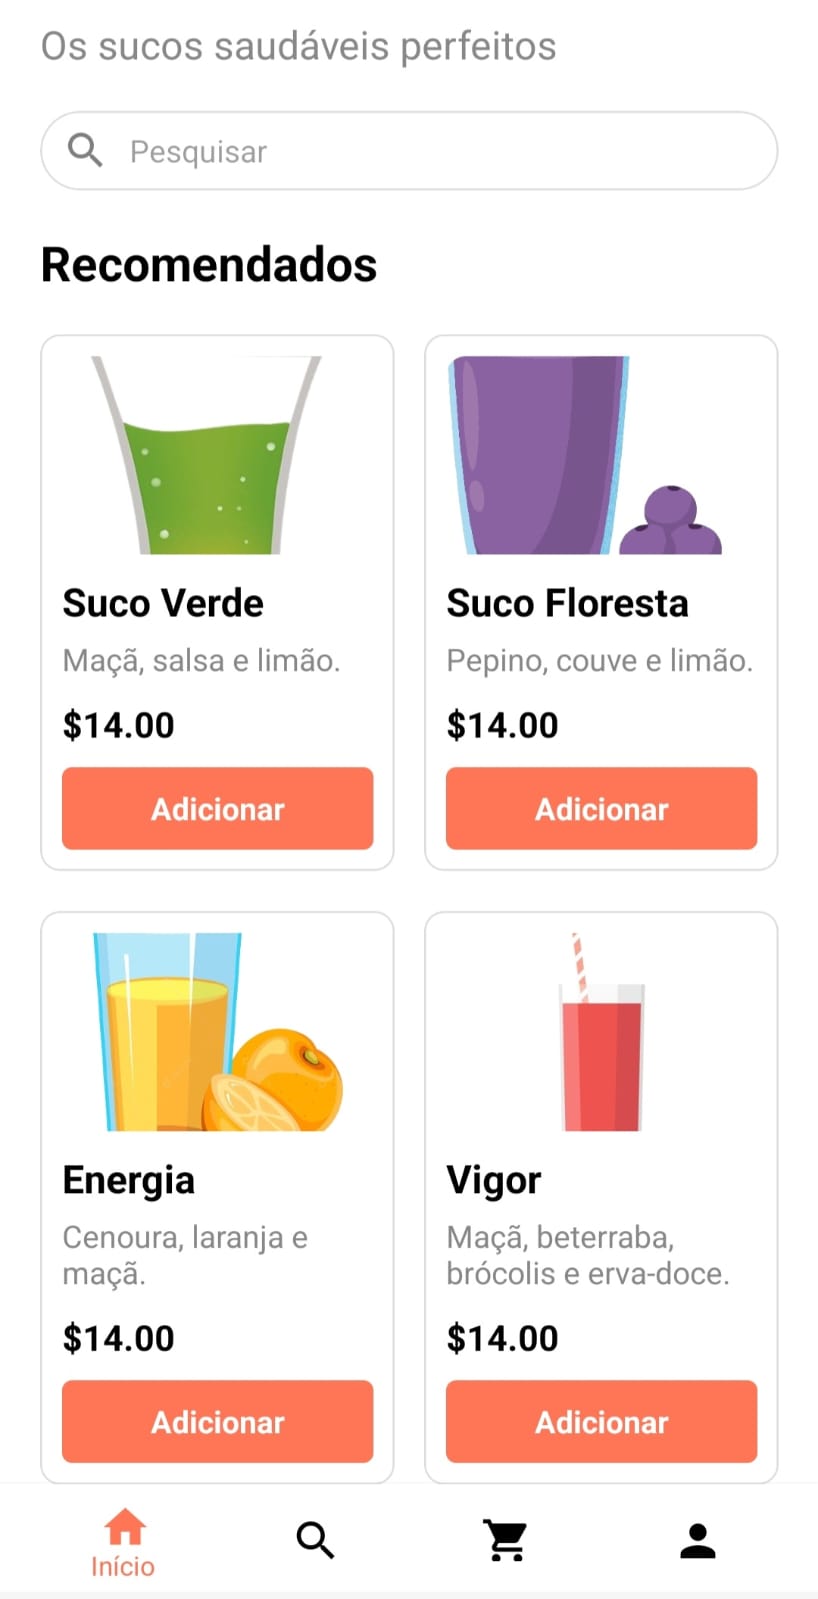 Os sucos saudáveis perfeitos
Pesquisar
Recomendados
Suco Verde
Maçã, salsa e limão.
$14.00
Adicionar
Suco Floresta
Pepino, couve e limão.
$14.00
Adicionar
Energia
Cenoura, laranja e
maçã.
$14.00
Adicionar
Vigor
Maçã, beterraba,
brócolis e erva-doce.
$14.00
Adicionar
Início